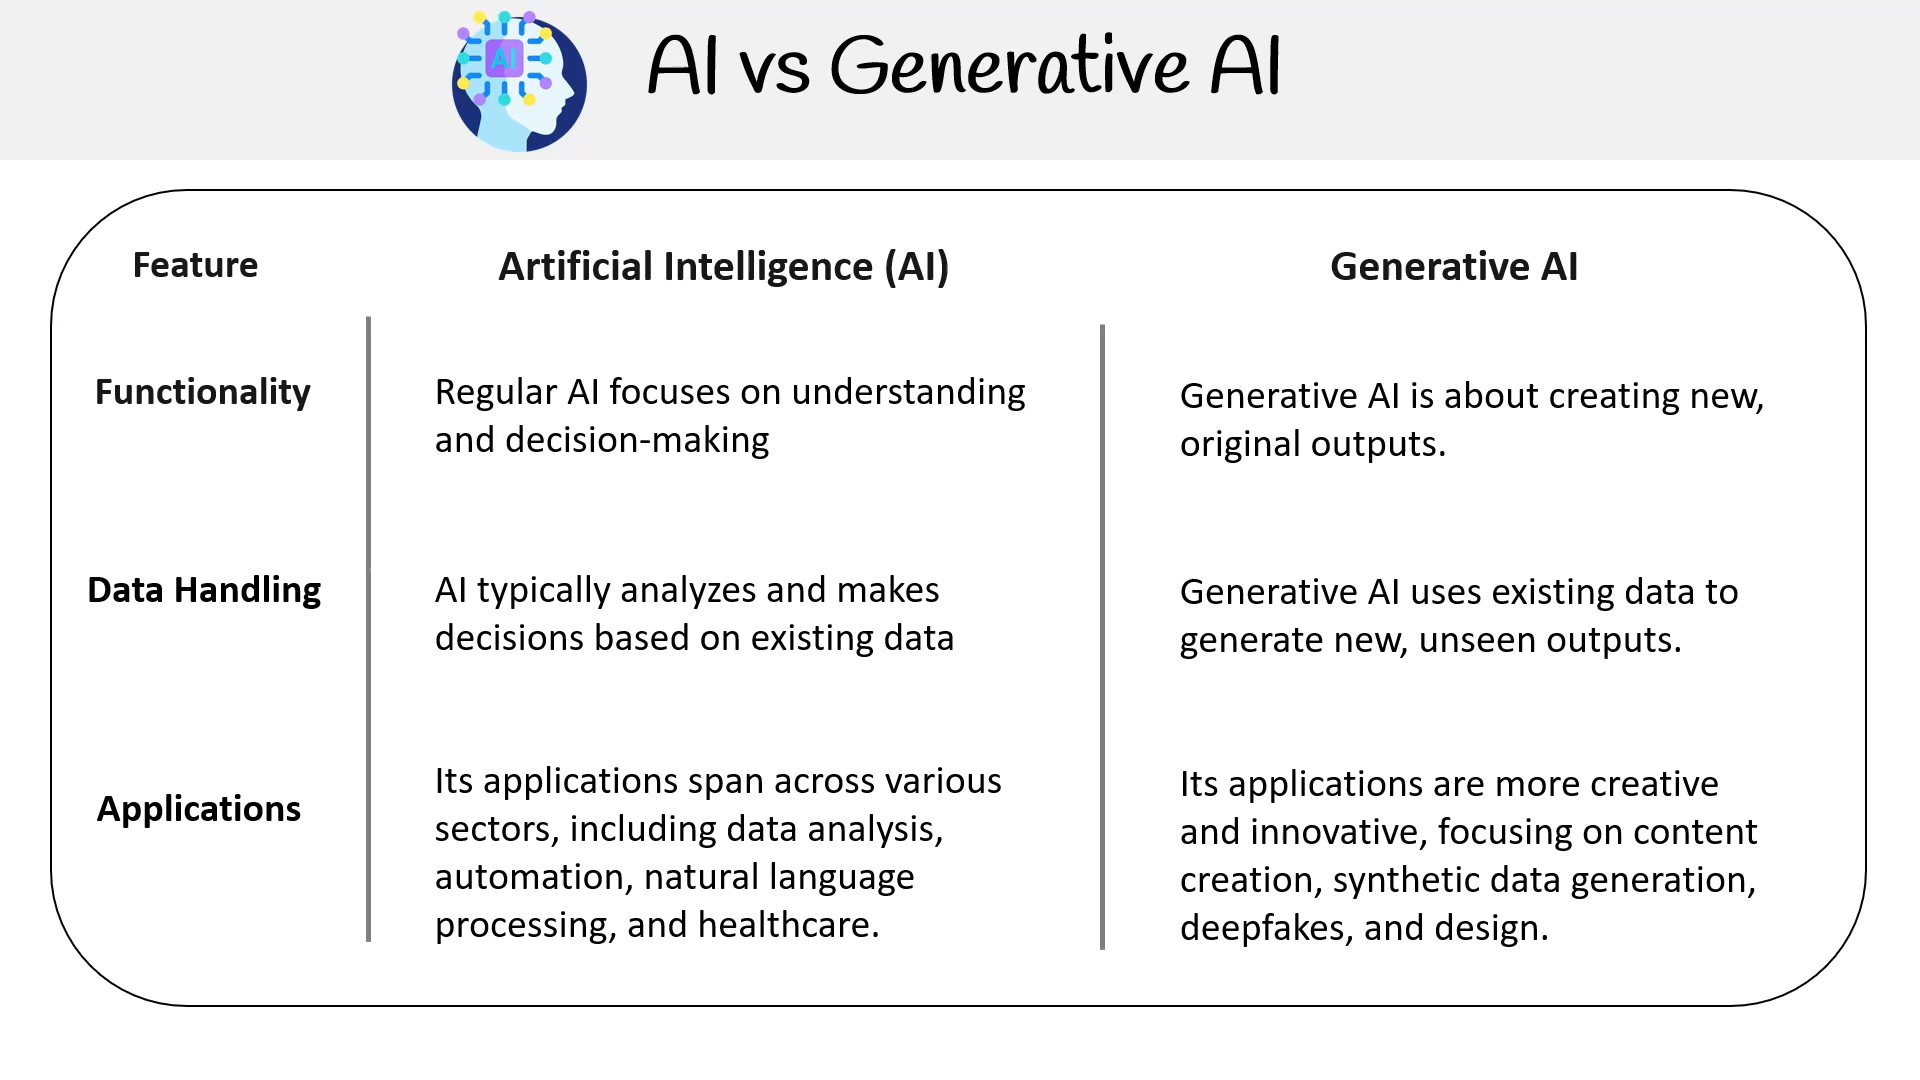 AI
AI vs Generative AI
Feature
Artificial Intelligence (AI)
Generative AI
Functionality
Regular AI focuses on understanding
and decision-making
Generative AI is about creating new,
original outputs.
Data Handling
AI typically analyzes and makes
decisions based on existing data
Generative AI uses existing data to
generate new, unseen outputs.
Applications
Its applications span across various
sectors, including data analysis,
automation, natural language
processing, and healthcare.
Its applications are more creative
and innovative, focusing on content
creation, synthetic data generation,
deepfakes, and design.